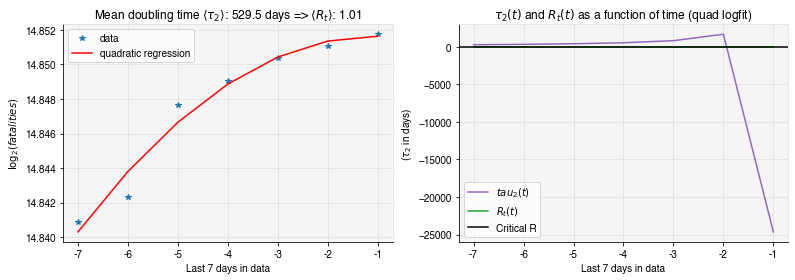 Mean doubling time ⟨τ₂⟩: 529.5 days => ⟨Rₜ⟩: 1.01
14.852
14.850
14.848
14.846
14.844
14.842
14.840
log₂(fatalities)
data
quadratic regression
-7 -6 -5 -4 -3 -2 -1
Last 7 days in data
τ₂(t) and Rₜ(t) as a function of time (quad logfit)
0
−5000
−10000
−15000
−20000
−25000
(τ₂ in days)
tau₂(t)
Rₜ(t)
Critical R
-7 -6 -5 -4 -3 -2 -1
Last 7 days in data